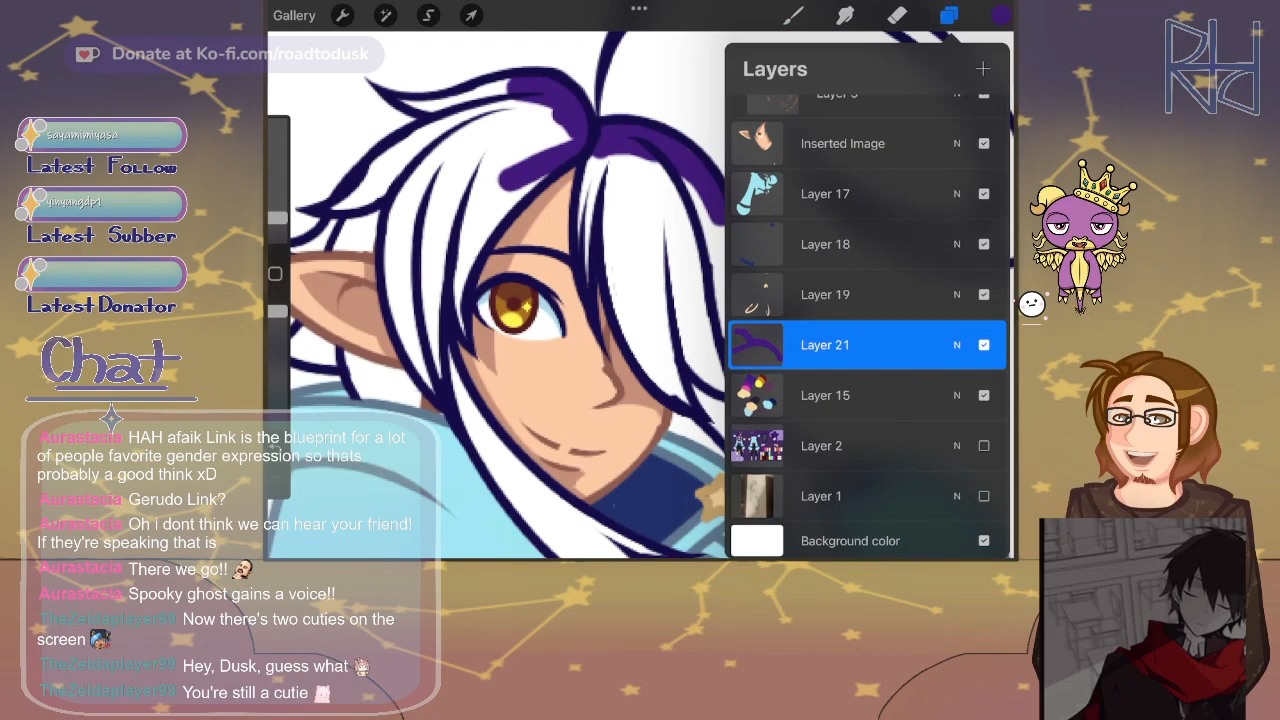 Gallery
Donate at Ko-fi.com/roadtodusk
Layers
sayamimiyasa
Latest Follow
yinyungdp1
Latest Subber
Latest Donator
Chat
Aurastacia HAH afaik Link is the blueprint for a lot
of people favorite gender expression so thats
probably a good think xD
Aurastacia Gerudo Link?
Aurastacia Oh i dont think we can hear your friend!
If they're speaking that is
Aurastacia There we go!!
Aurastacia Spooky ghost gains a voice!!
TheZeldaplayer89 Now there's two cuties on the
screen
TheZeldaplayer89 Hey, Dusk, guess what
TheZeldaplayer89 You're still a cutie
N
Inserted Image N
Layer 17 N
Layer 18 N
Layer 19 N
Layer 21 N
Layer 15 N
Layer 2 N
Layer 1 N
Background color